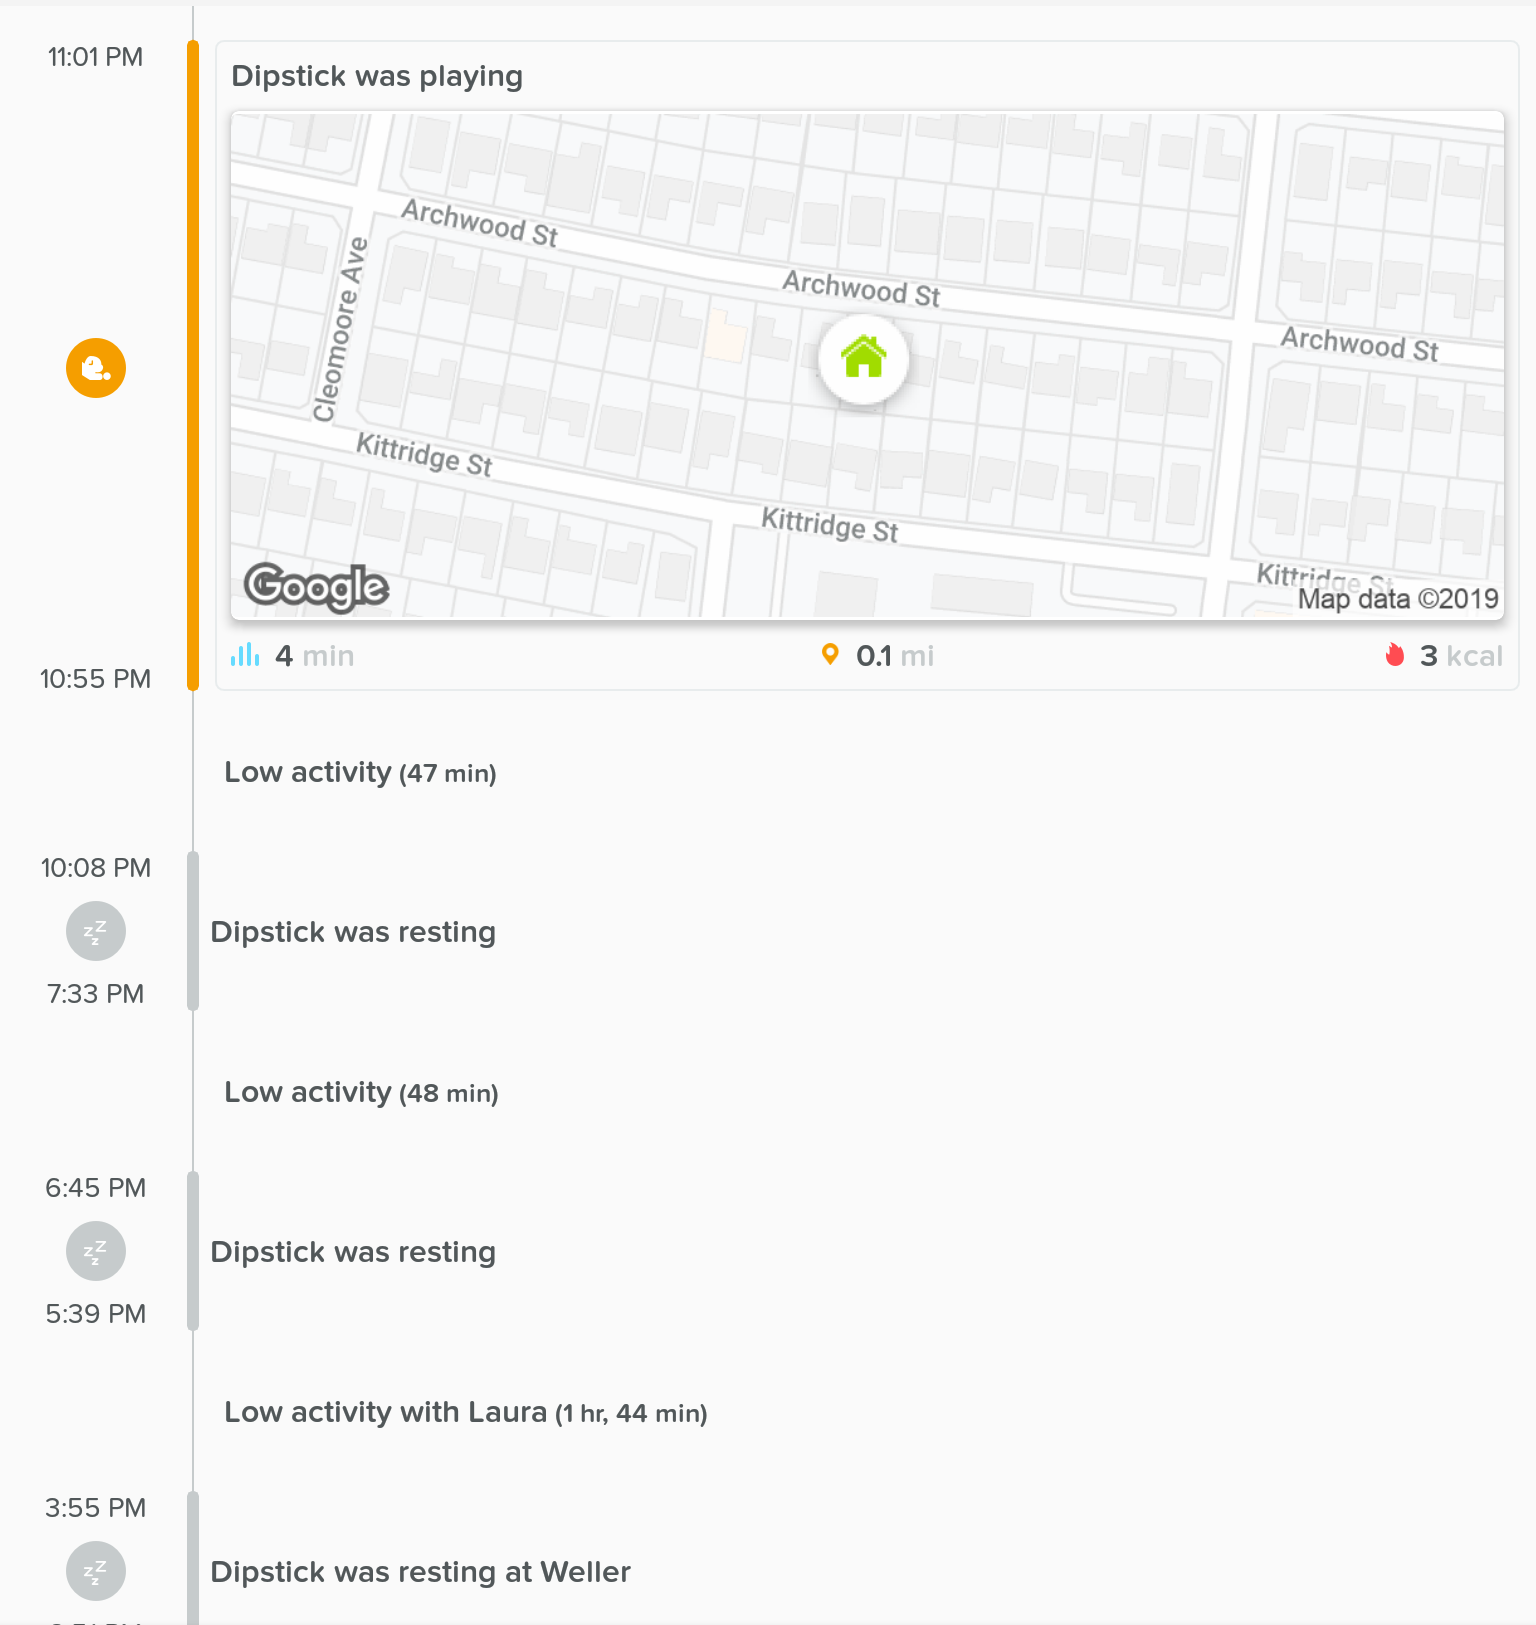 11:01 PM
Dipstick was playing
Archwood St
Archwood St
Archwood St
Cleomoore Ave
Kittridge St
Kittridge St
Kittridge St
Google
Map data ©2019
4 min
0.1 mi
3 kcal
10:55 PM
Low activity (47 min)
10:08 PM
zzz
Dipstick was resting
7:33 PM
Low activity (48 min)
6:45 PM
zzz
Dipstick was resting
5:39 PM
Low activity with Laura (1 hr, 44 min)
3:55 PM
zzz
Dipstick was resting at Weller